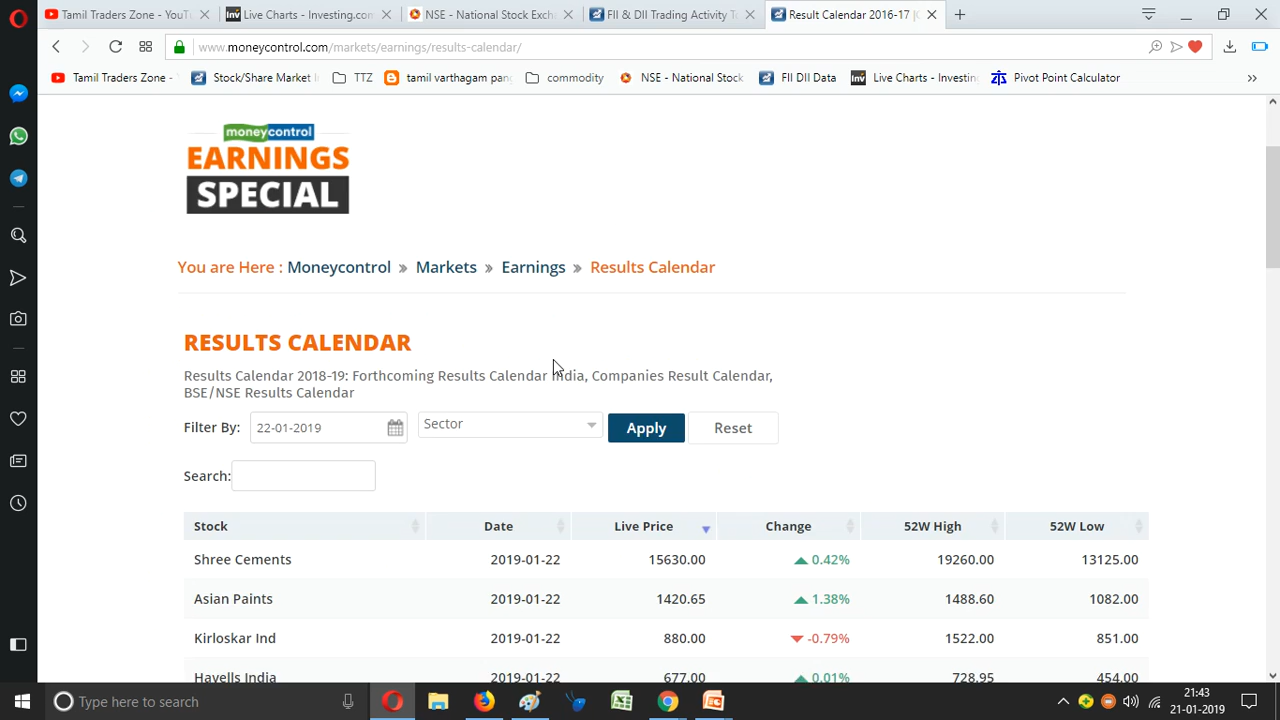 Tamil Traders Zone - YouTu
Live Charts - Investing.com
NSE - National Stock Exch
FII & DII Trading Activity T
Result Calendar 2016-17 |
www.moneycontrol.com/markets/earnings/results-calendar/
Tamil Traders Zone -
Stock/Share Market
TTZ
tamil varthagam pan
commodity
NSE - National Stock
FII DII Data
Live Charts - Investin
Pivot Point Calculator
moneycontrol
EARNINGS
SPECIAL
You are Here : Moneycontrol » Markets » Earnings » Results Calendar
RESULTS CALENDAR
Results Calendar 2018-19: Forthcoming Results Calendar India, Companies Result Calendar,
BSE/NSE Results Calendar
Filter By: 22-01-2019 Sector Apply Reset
Search:
Stock Date Live Price Change 52W High 52W Low
Shree Cements 2019-01-22 15630.00 0.42% 19260.00 13125.00
Asian Paints 2019-01-22 1420.65 1.38% 1488.60 1082.00
Kirloskar Ind 2019-01-22 880.00 -0.79% 1522.00 851.00
Havells India 2019-01-22 677.00 0.01% 728.95 454.00
Type here to search
21:43
21-01-2019